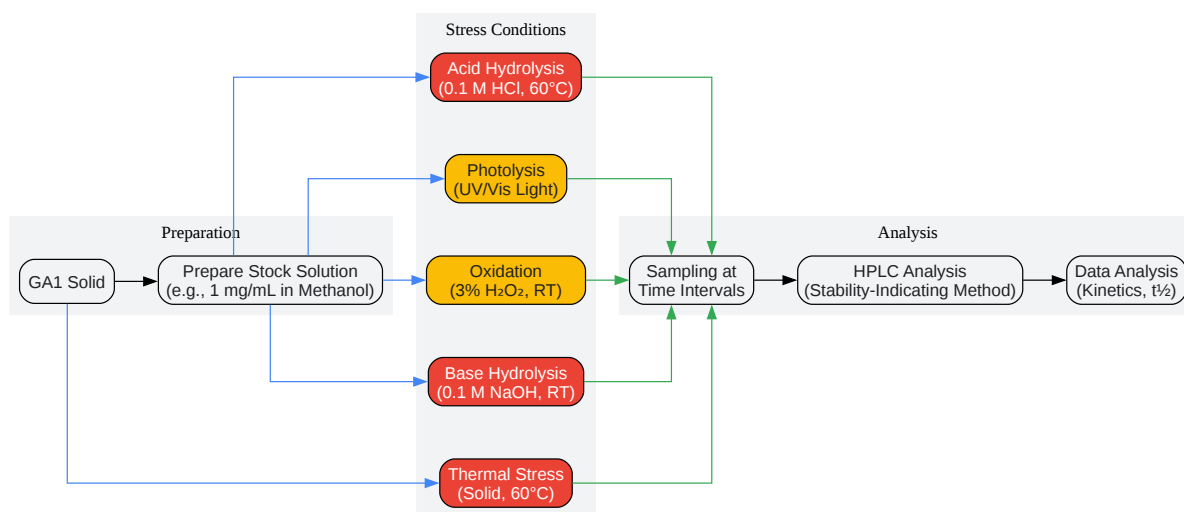 Stress Conditions
Acid Hydrolysis
(0.1 M HCl, 60°C)
Photolysis
(UV/Vis Light)
Preparation
Analysis
GA1 Solid
Prepare Stock Solution
(e.g., 1 mg/mL in Methanol)
Oxidation
(3% H₂O₂, RT)
Sampling at
Time Intervals
HPLC Analysis
(Stability-Indicating Method)
Data Analysis
(Kinetics, t½)
Base Hydrolysis
(0.1 M NaOH, RT)
Thermal Stress
(Solid, 60°C)